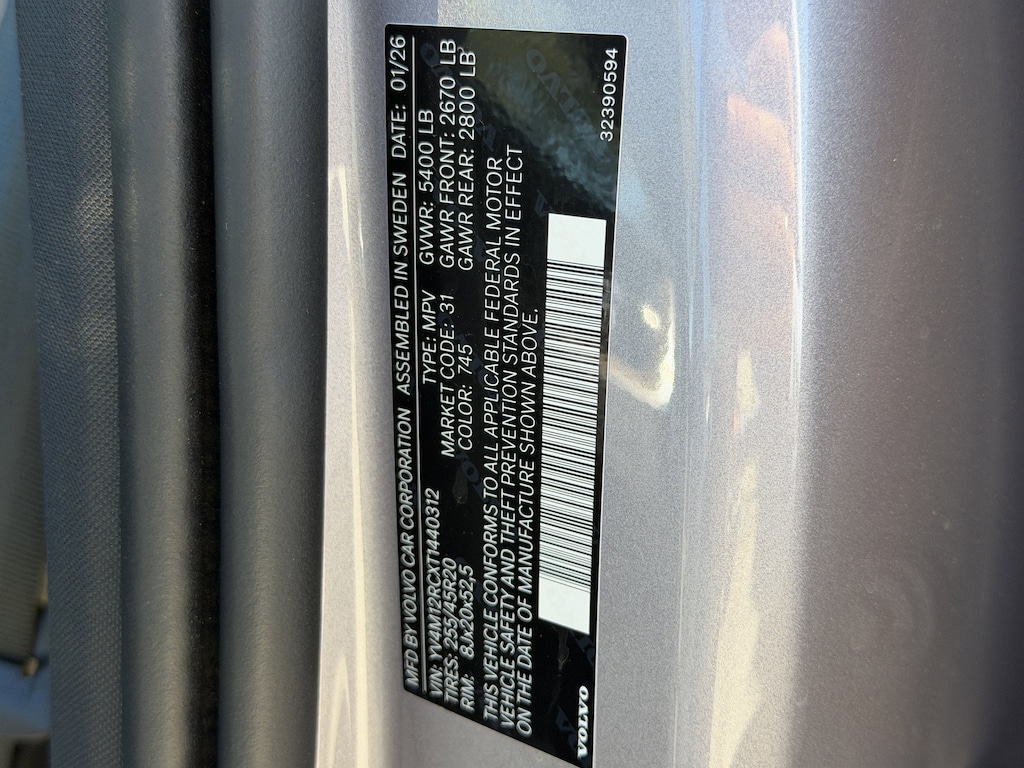 MFD BY VOLVO CAR CORPORATION ASSEMBLED IN SWEDEN DATE: 01/26
VIN: YV4M12RCXT1440312 TYPE: MPV GVWR: 5400 LB
TIRES: 255/45R20 MARKET CODE: 31 GAWR FRONT: 2670 LB
RIM: 8Jx20x52,5 COLOR: 745 GAWR REAR: 2800 LB
THIS VEHICLE CONFORMS TO ALL APPLICABLE FEDERAL MOTOR
VEHICLE SAFETY AND THEFT PREVENTION STANDARDS IN EFFECT
ON THE DATE OF MANUFACTURE SHOWN ABOVE.
VOLVO 32390594